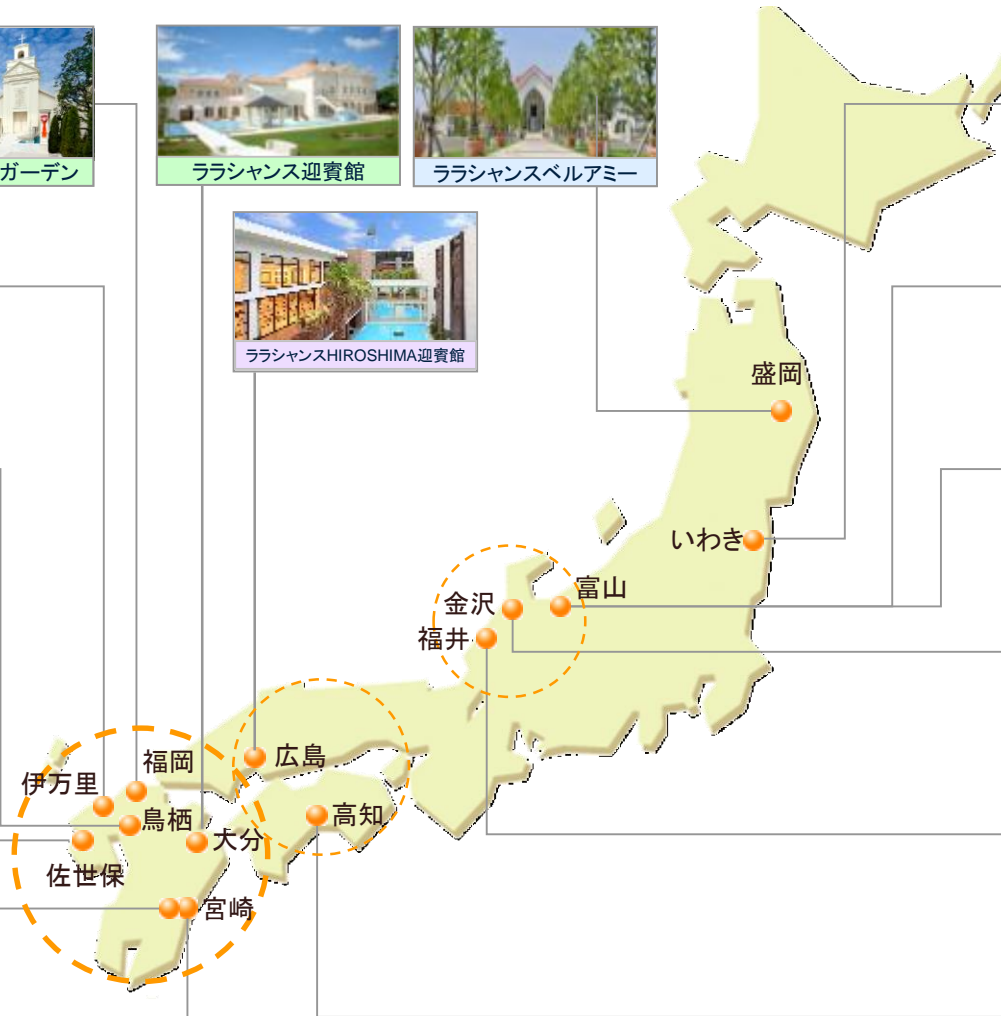 ガーデン
ララシャンス迎賓館
ララシャンスベルアミー
ララシャンスHIROSHIMA迎賓館
盛岡
いわき
富山
金沢
福井
広島
福岡
伊万里
鳥栖
高知
大分
佐世保
宮崎